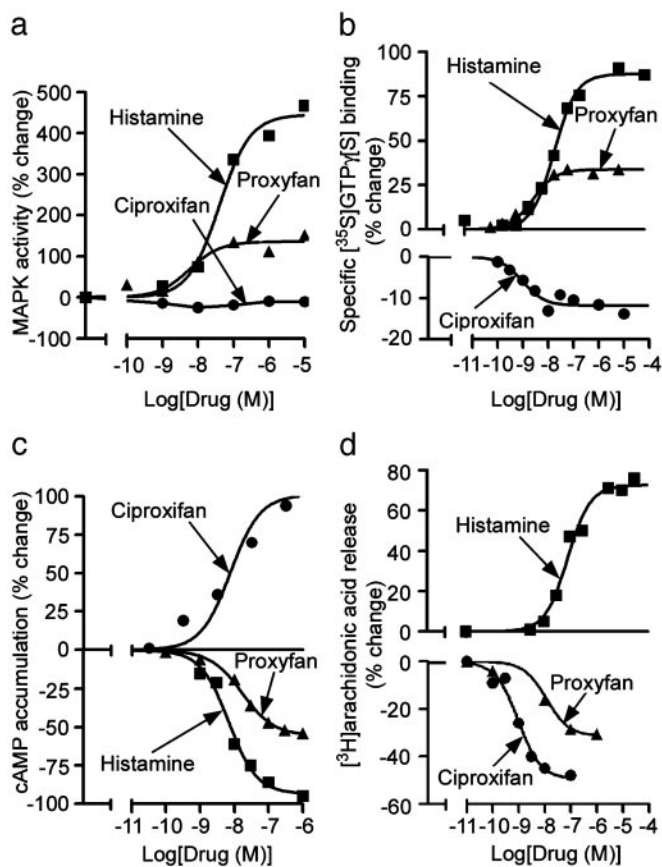 a
MAPK activity (% change)
500
400
300
200
100
0
-100
Histamine
Proxyfan
Ciproxifan
-10 -9 -8 -7 -6 -5
Log[Drug (M)]
b
Specific [³⁵S]GTPγ[S] binding
(% change)
100
75
50
25
0
0
-10
-20
Histamine
Proxyfan
Ciproxifan
-11 -10 -9 -8 -7 -6 -5 -4
Log[Drug (M)]
c
cAMP accumulation (% change)
100
75
50
25
0
-25
-50
-75
-100
Ciproxifan
Proxyfan
Histamine
-11 -10 -9 -8 -7 -6
Log[Drug (M)]
d
[³H]arachidonic acid release
(% change)
80
60
40
20
0
0
-20
-40
-60
Histamine
Proxyfan
Ciproxifan
-11 -10 -9 -8 -7 -6 -5 -4
Log[Drug (M)]